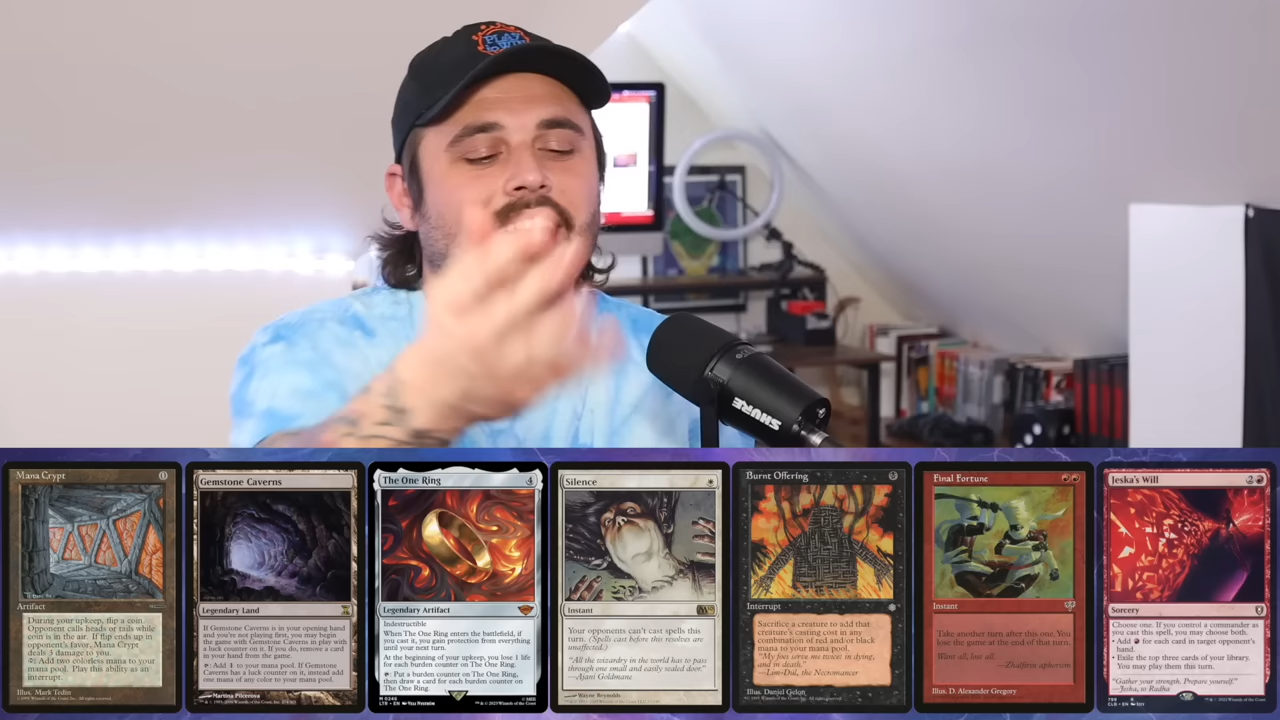 PLAY
to WIN
SHURE
Mana Crypt
Artifact
During your upkeep, flip a coin.
Opponent calls heads or tails while
coin is in the air. If flip ends up in
opponent's favor, Mana Crypt
deals 3 damage to you.
: Add two colorless mana to your
mana pool. Play this ability as an
interrupt.
Illus. Mark Tedin
Gemstone Caverns
Legendary Land
If Gemstone Caverns is in your opening hand
and you're not playing first, you may begin
the game with Gemstone Caverns in play with
a luck counter on it. If you do, remove a card
in your hand from the game.
: Add 1 to your mana pool. If Gemstone
Caverns has a luck counter on it, instead add
one mana of any color to your mana pool.
Martina Pilcerova
The One Ring 4
Legendary Artifact
Indestructible
When The One Ring enters the battlefield, if
you cast it, you gain protection from everything
until your next turn.
At the beginning of your upkeep, you lose 1 life
for each burden counter on The One Ring.
: Put a burden counter on The One Ring,
then draw a card for each burden counter on
The One Ring.
Silence
Instant
Your opponents can't cast spells this
turn. (Spells cast before this resolves are
unaffected.)
"All the wizardry in the world has to pass
through one small and easily sealed door."
—Ajani Goldmane
Wayne Reynolds
Burnt Offering
Interrupt
Sacrifice a creature to add that
creature's casting cost in any
combination of red and/or black
mana to your mana pool.
"My foes serve me twice: in dying,
and in death."
—Lim-Dûl, the Necromancer
Illus. Daniel Gelon
Final Fortune
Instant
Take another turn after this one. You
lose the game at the end of that turn.
Want all, lose all.
—Zhalfirin aphorism
Illus. D. Alexander Gregory
Jeska's Will 2
Sorcery
Choose one. If you control a commander as
you cast this spell, you may choose both.
• Add for each card in target opponent's
hand.
• Exile the top three cards of your library.
You may play them this turn.
"Gather your strength. Prepare yourself."
—Jeska, to Radha